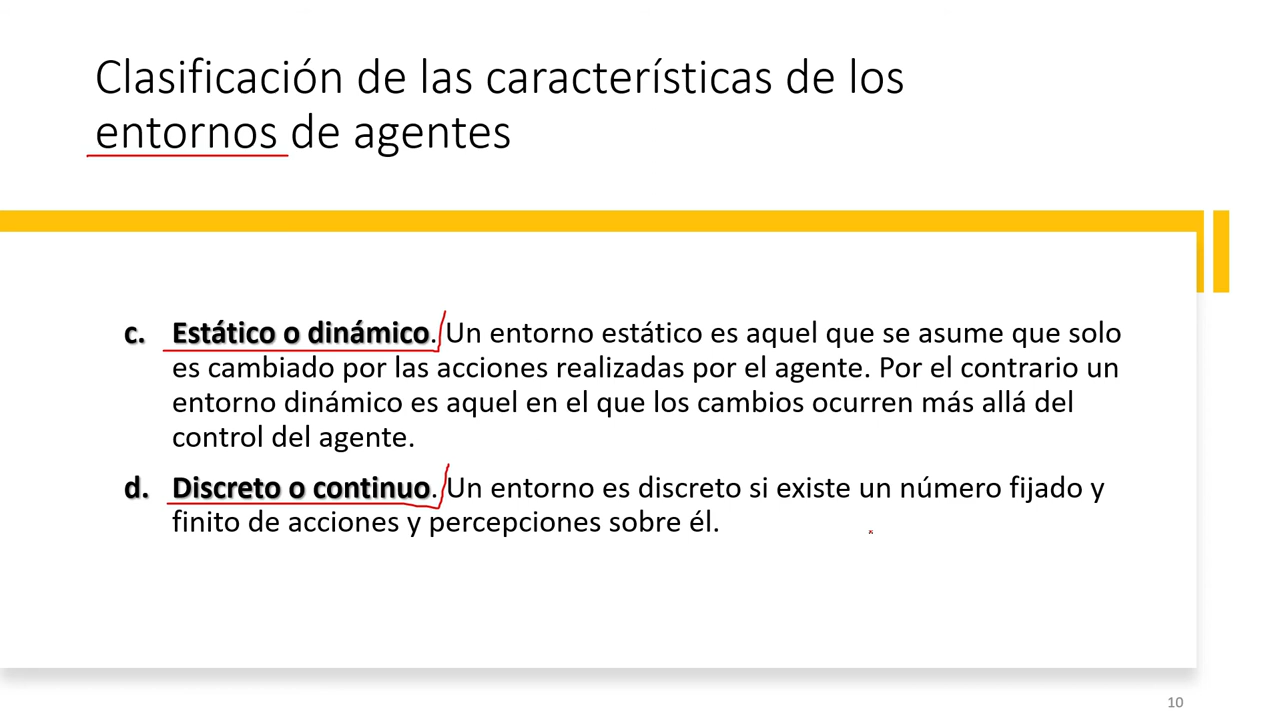 Clasificación de las características de los
entornos de agentes
c. Estático o dinámico. Un entorno estático es aquel que se asume que solo
es cambiado por las acciones realizadas por el agente. Por el contrario un
entorno dinámico es aquel en el que los cambios ocurren más allá del
control del agente.
d. Discreto o continuo. Un entorno es discreto si existe un número fijado y
finito de acciones y percepciones sobre él.
10